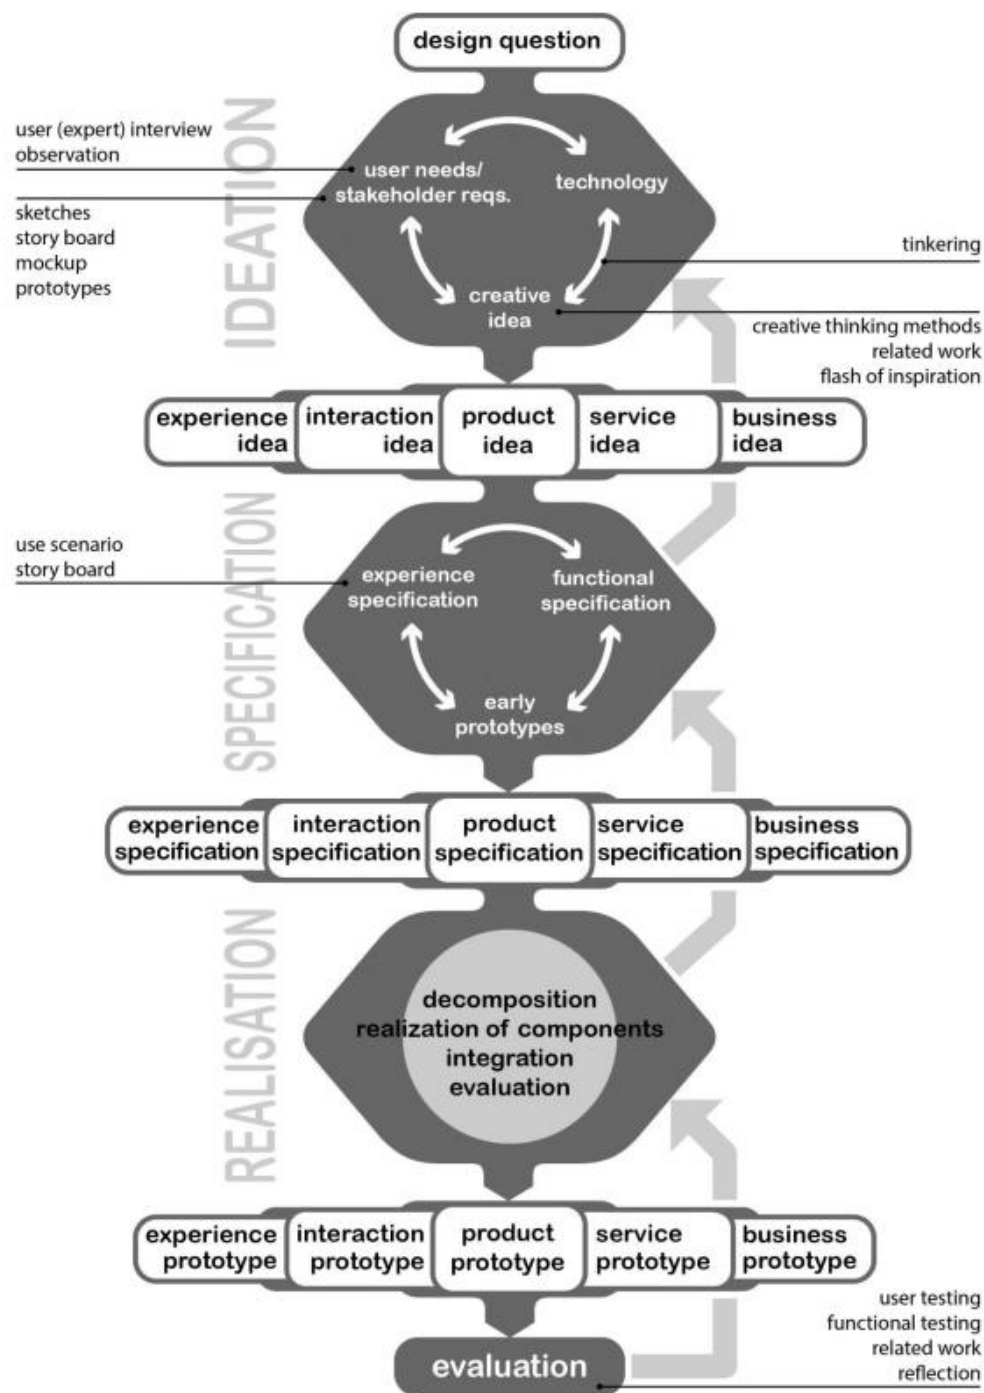 design question
IDEATION
user (expert) interview
observation
user needs/
stakeholder reqs.
technology
sketches
story board
mockup
prototypes
tinkering
creative
idea
creative thinking methods
related work
flash of inspiration
experience
idea
interaction
idea
product
idea
service
idea
business
idea
SPECIFICATION
use scenario
story board
experience
specification
functional
specification
early
prototypes
experience
specification
interaction
specification
product
specification
service
specification
business
specification
REALISATION
decomposition
realization of components
integration
evaluation
experience
prototype
interaction
prototype
product
prototype
service
prototype
business
prototype
user testing
functional testing
related work
reflection
evaluation